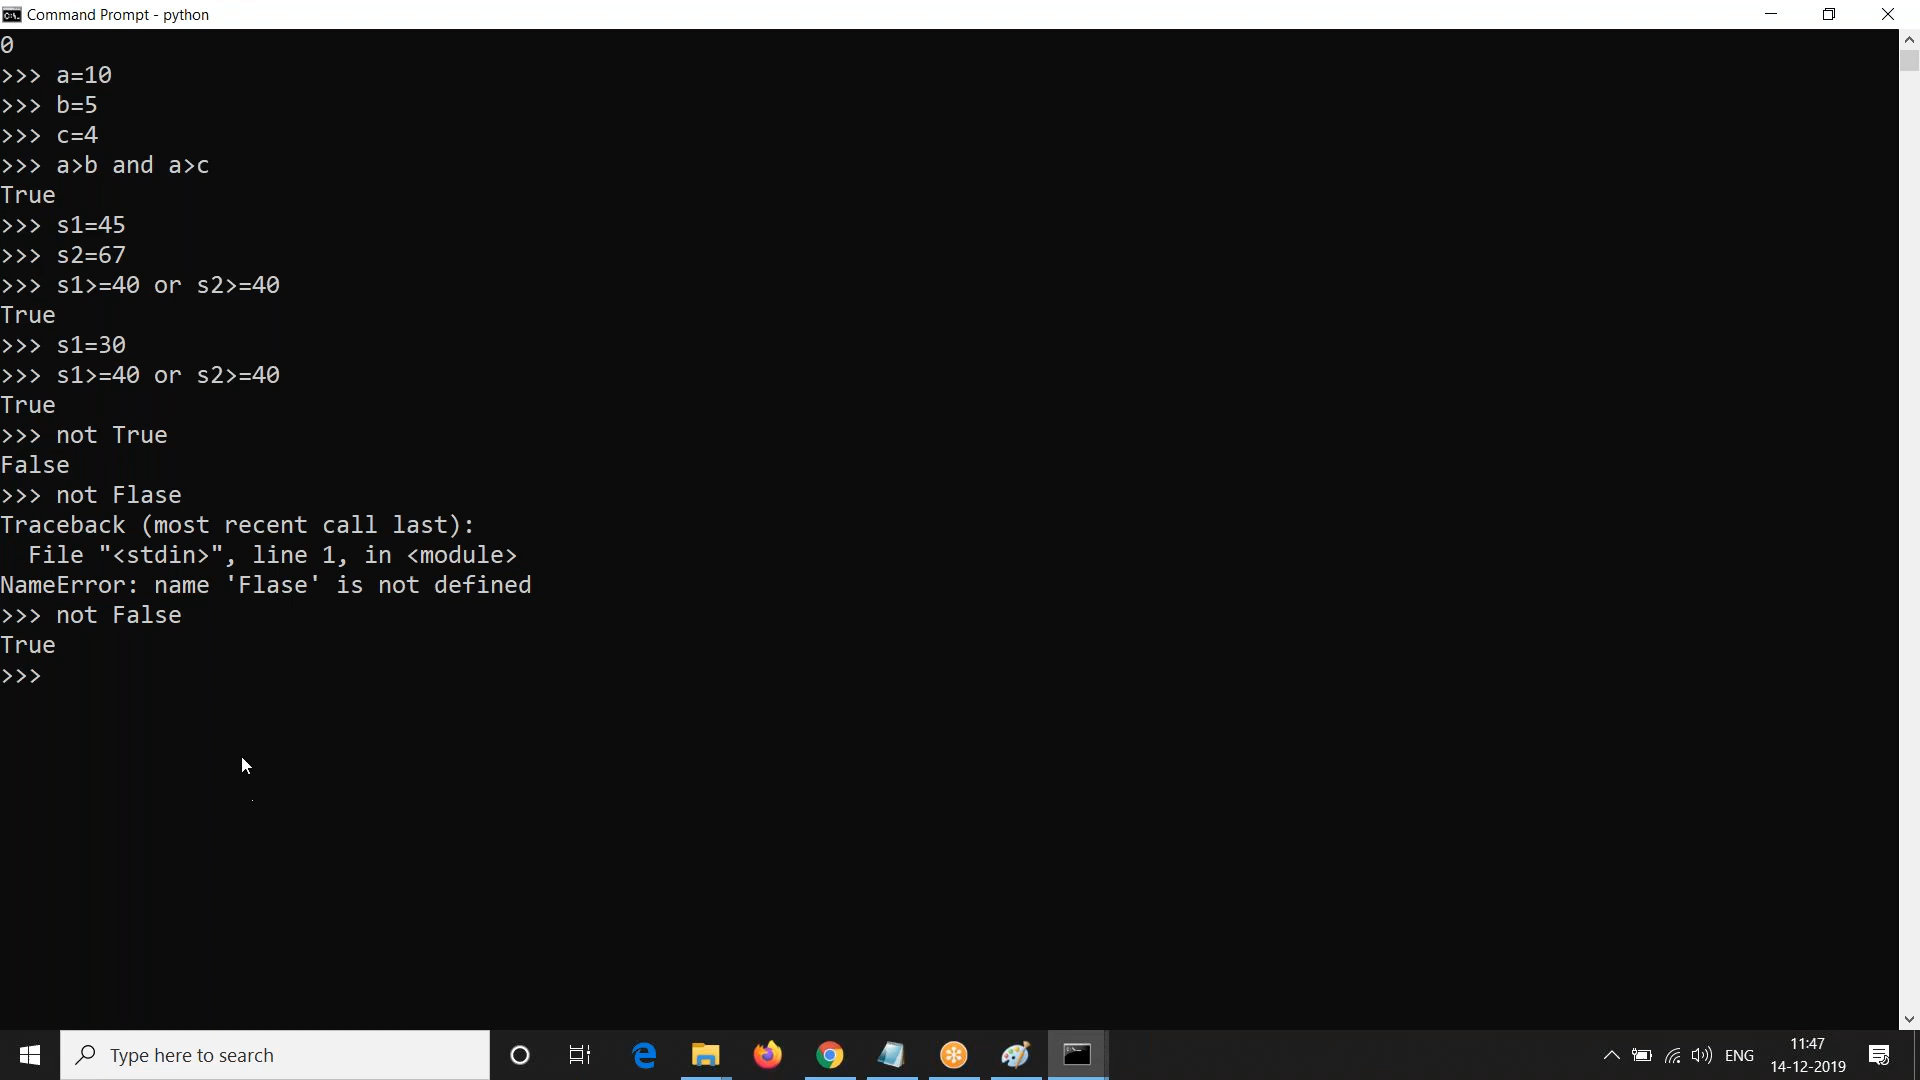 Command Prompt - python
0
>>> a=10
>>> b=5
>>> c=4
>>> a>b and a>c
True
>>> s1=45
>>> s2=67
>>> s1>=40 or s2>=40
True
>>> s1=30
>>> s1>=40 or s2>=40
True
>>> not True
False
>>> not Flase
Traceback (most recent call last):
  File "<stdin>", line 1, in <module>
NameError: name 'Flase' is not defined
>>> not False
True
>>>
Type here to search
ENG
11:47
14-12-2019